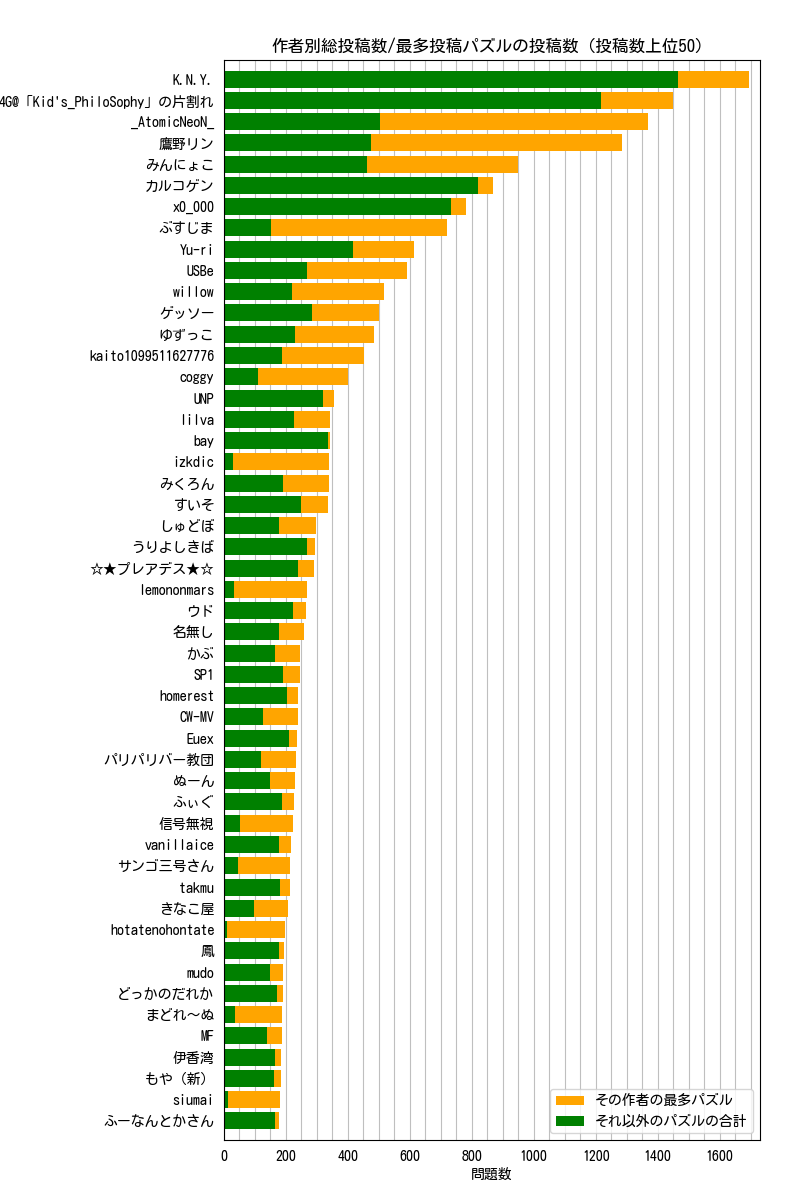 作者別総投稿数/最多投稿パズルの投稿数（投稿数上位50）
K.N.Y.
4G@「Kid's_PhiloSophy」の片割れ
_AtomicNeoN_
鷹野リン
みんにょこ
カルコゲン
x0_000
ぷすじま
Yu-ri
USBe
willow
ゲッソー
ゆずっこ
kaito1099511627776
coggy
UNP
lilva
bay
izkdic
みくろん
すいそ
しゅどぼ
うりよしきば
☆★プレアデス★☆
lemononmars
ウド
名無し
かぶ
SP1
homerest
CW-MV
Euex
パリパリバー教団
ぬーん
ふぃぐ
信号無視
vanillaice
サンゴ三号さん
takmu
きなこ屋
hotatenohontate
鳳
mudo
どっかのだれか
まどれ～ぬ
MF
伊香湾
もや（新）
siumai
ふーなんとかさん
その作者の最多パズル
それ以外のパズルの合計
0 200 400 600 800 1000 1200 1400 1600
問題数